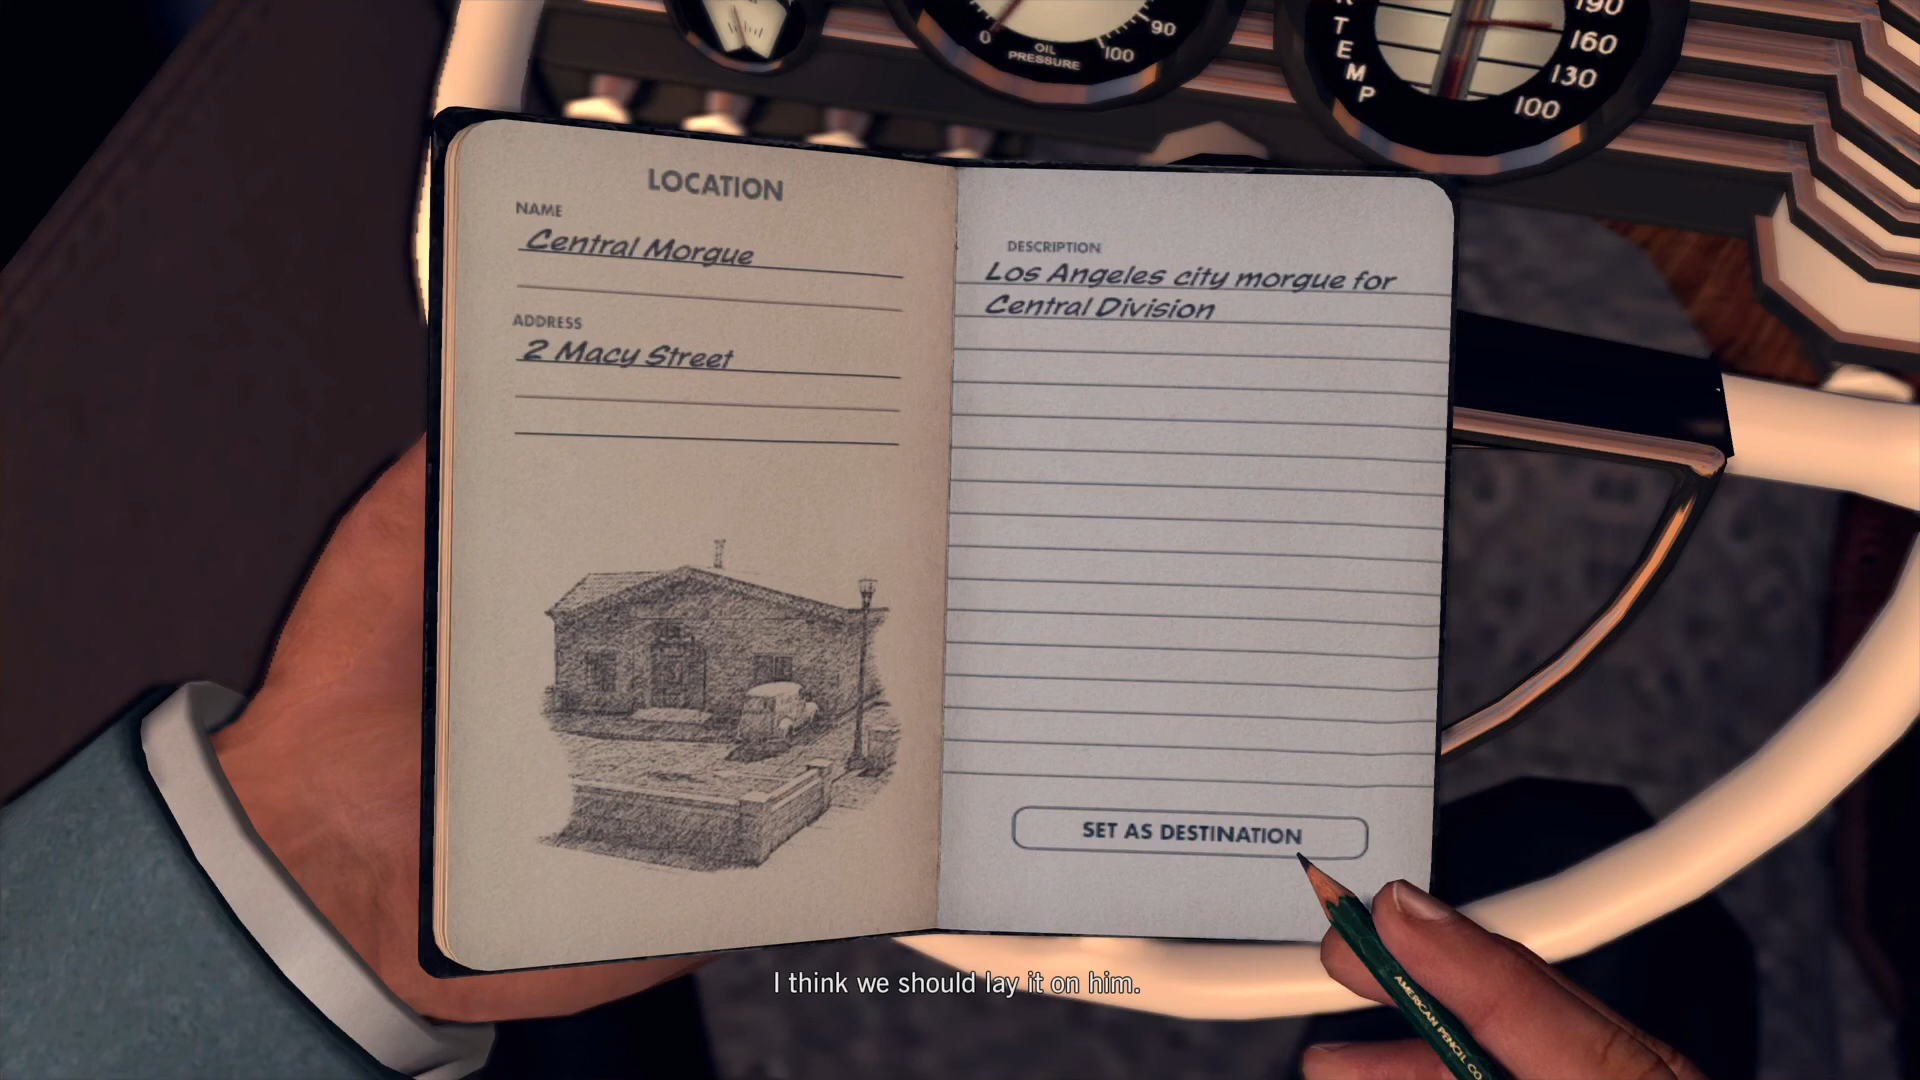 90
0
OIL
PRESSURE
100
TEMP
190
160
130
100
LOCATION
NAME
Central Morgue
ADDRESS
2 Macy Street
DESCRIPTION
Los Angeles city morgue for
Central Division
SET AS DESTINATION
I think we should lay it on him.
AMERICAN PENCIL CO.